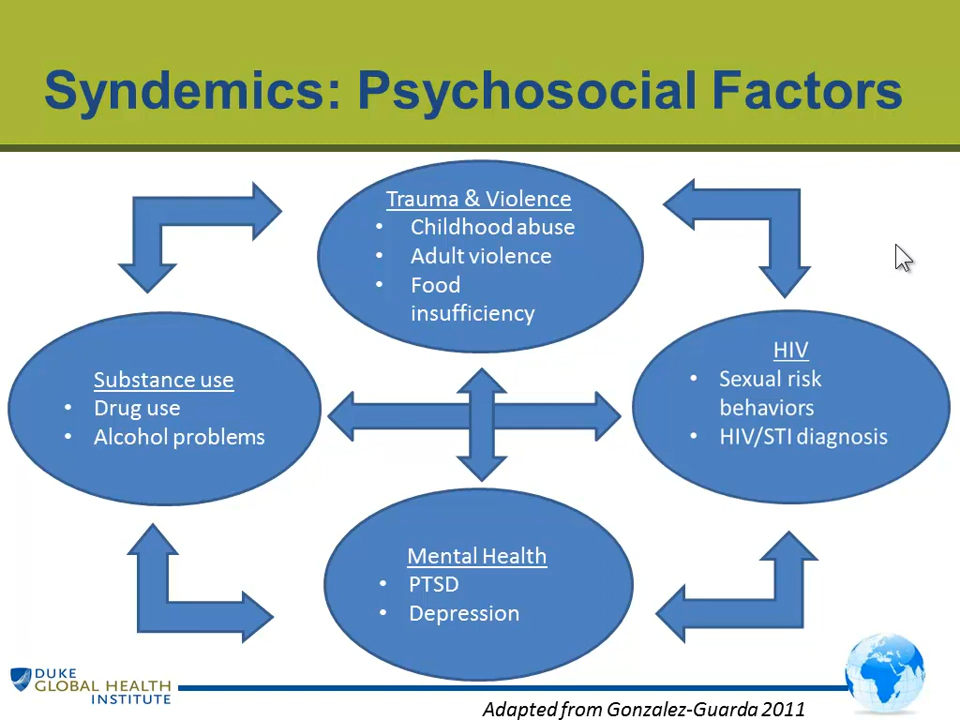 Syndemics: Psychosocial Factors
Trauma & Violence
• Childhood abuse
• Adult violence
• Food
insufficiency
Substance use
• Drug use
• Alcohol problems
HIV
• Sexual risk
behaviors
• HIV/STI diagnosis
Mental Health
• PTSD
• Depression
DUKE
GLOBAL HEALTH
INSTITUTE
Adapted from Gonzalez-Guarda 2011